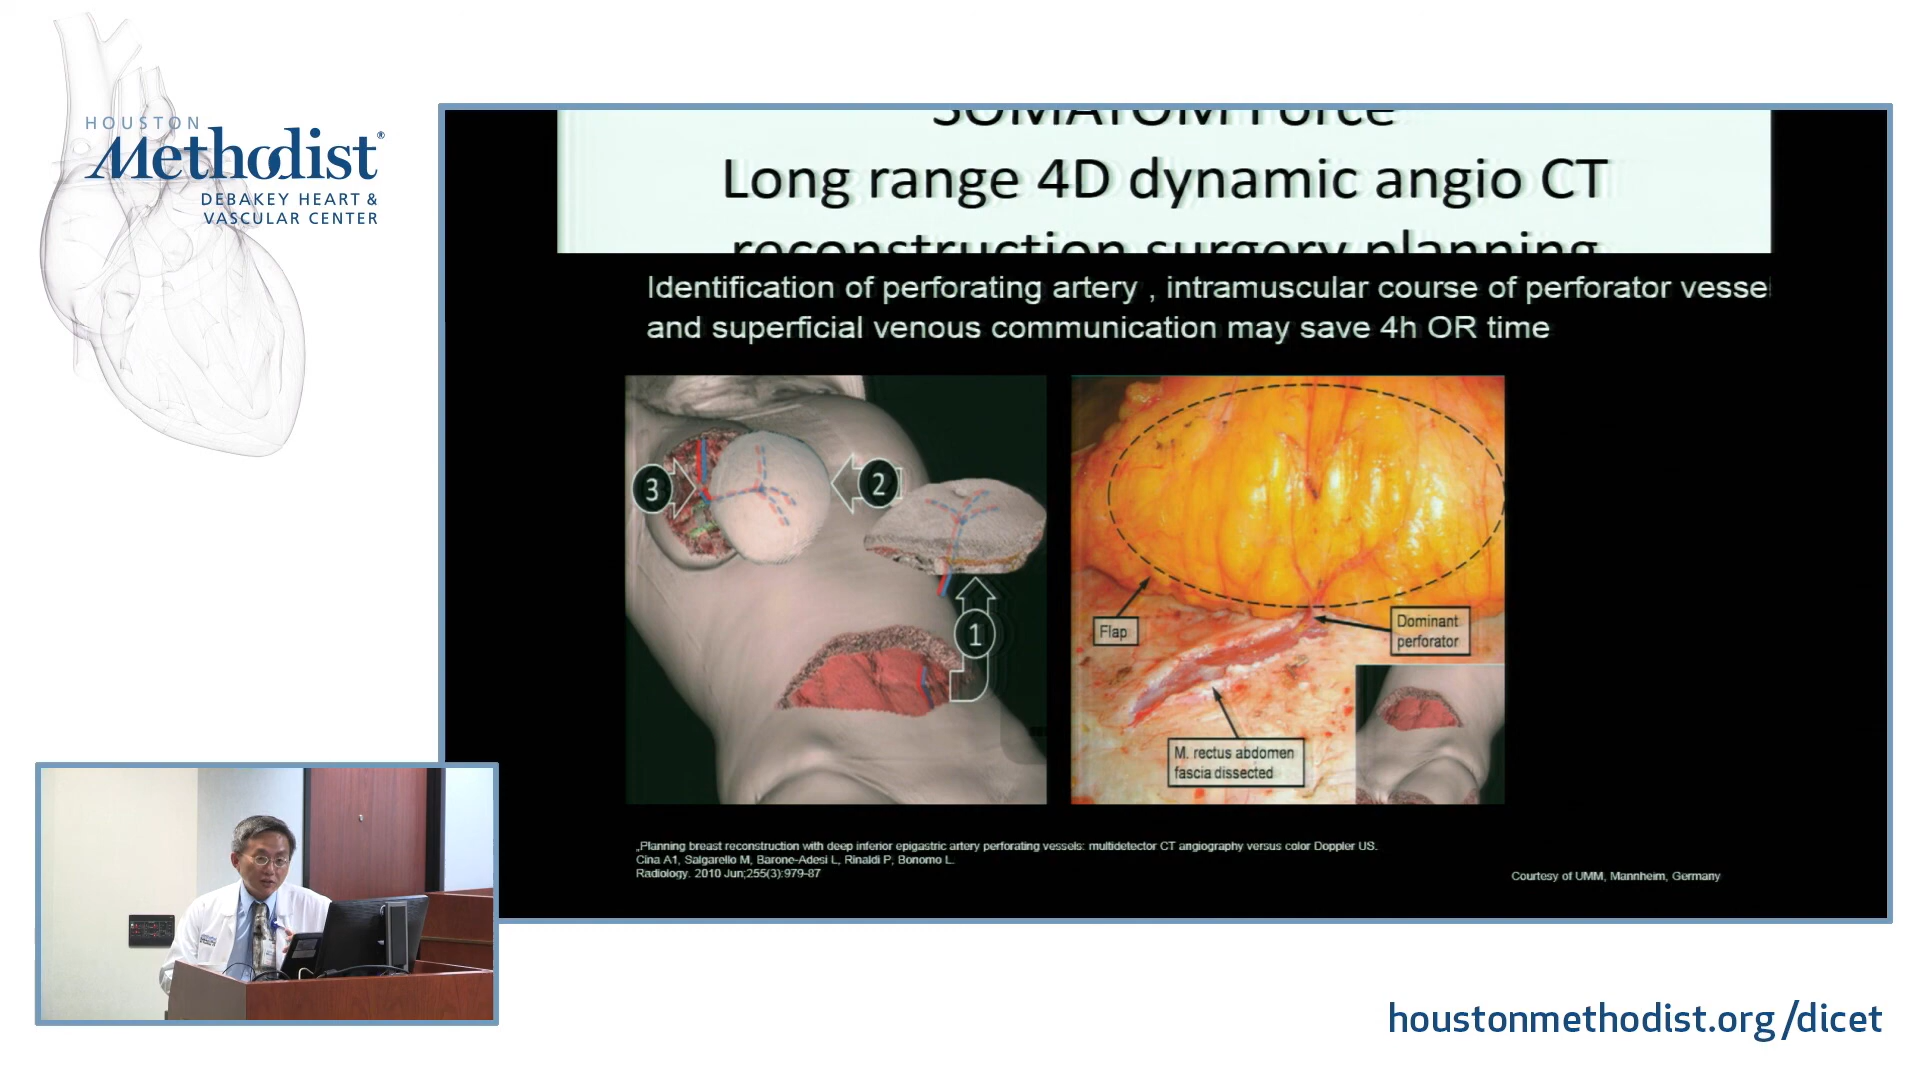 HOUSTON
Methodist®
DEBAKEY HEART &
VASCULAR CENTER
SOMATOM Force
Long range 4D dynamic angio CT
reconstruction surgery planning
Identification of perforating artery , intramuscular course of perforator vessel
and superficial venous communication may save 4h OR time
3
2
1
Flap
Dominant
perforator
M. rectus abdomen
fascia dissected
„Planning breast reconstruction with deep inferior epigastric artery perforating vessels: multidetector CT angiography versus color Doppler US.
Cina A1, Salgarello M, Barone-Adesi L, Rinaldi P, Bonomo L.
Radiology. 2010 Jun;255(3):979-87
Courtesy of UMM, Mannheim, Germany
houstonmethodist.org/dicet